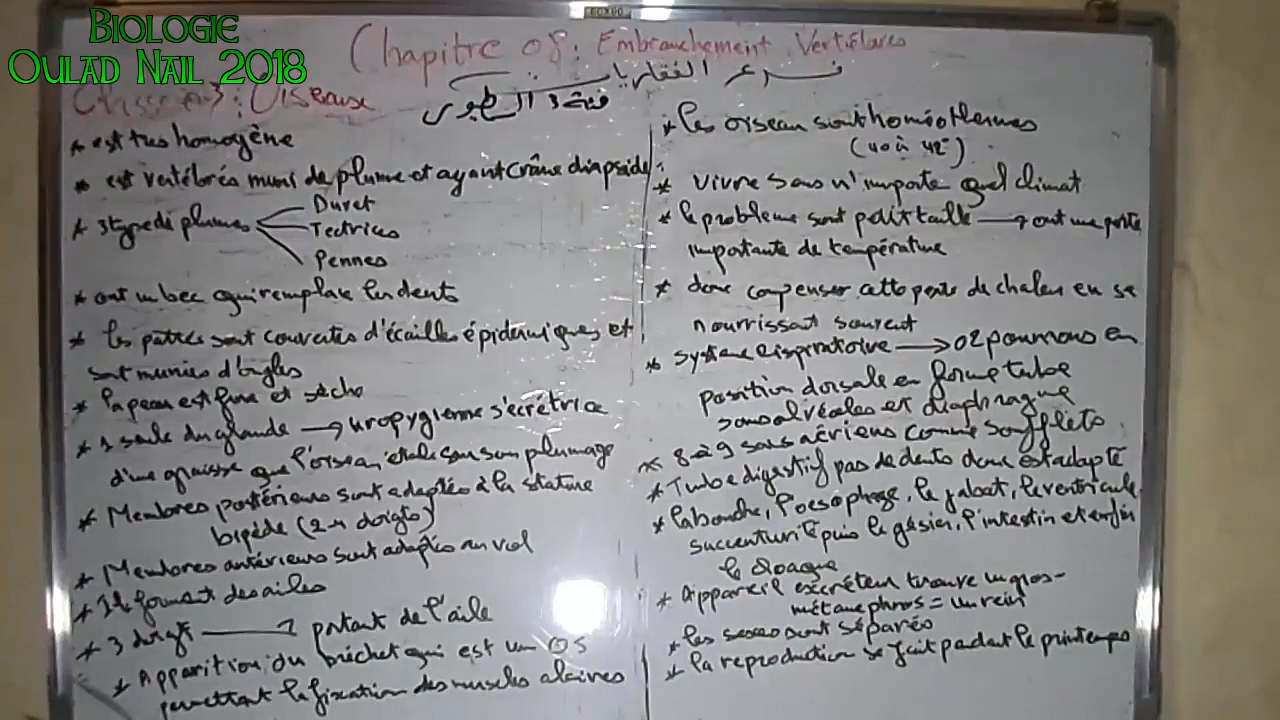 BIOLOGIE
OULAD NAIL 2018
Chapitre 08: Embranchement Vertébrés
فرع الفقاريات
Classe n3: Oiseaux
فئة 3 الطيور
* est très homogène
* est vertébrés muni de plume et ayant crâne diapside
* 3 type de plumes
Duvet
Tectrices
Pennes
* ont un bec qui remplace les dents
* les pattes sont couvertes d'écailles épidermiques et
sont munies d'ongles
* la peau est fine et sèche
* 1 seule du glande → uropygienne sécrétrice
d'une graisse que l'oiseau étale sur son plumage
* Membres postérieurs sont adaptés à la stature
bipède (2-4 doigts)
* Membres antérieurs sont adaptés au vol
* Ils forment des ailes
* 3 doigts → portant de l'aile
* Apparition du bréchet qui est un os
permettant la fixation des muscles alaires
* les oiseau sont homéothermes
(40 à 42°)
* vivre sous n'importe quel climat
* le problème sont petit taille → ont une perte
importante de température
* donc compenser cette perte de chaleur en se
nourrissant souvent
* système respiratoire → 02 poumons en
position dorsale en forme tube
sans alvéoles et diaphragme
* 8 à 9 sacs aériens comme soufflets
* Tube digestif pas de dents donc est adapté
* la bouche, l'oesophage, le jabot, le ventricule
succenturié puis le gésier, l'intestin et enfin
le cloaque
* Appareil excréteur trouve un gros-
métanephros = un rein
* les sexes sont séparés
* la reproduction se fait pendant le printemps